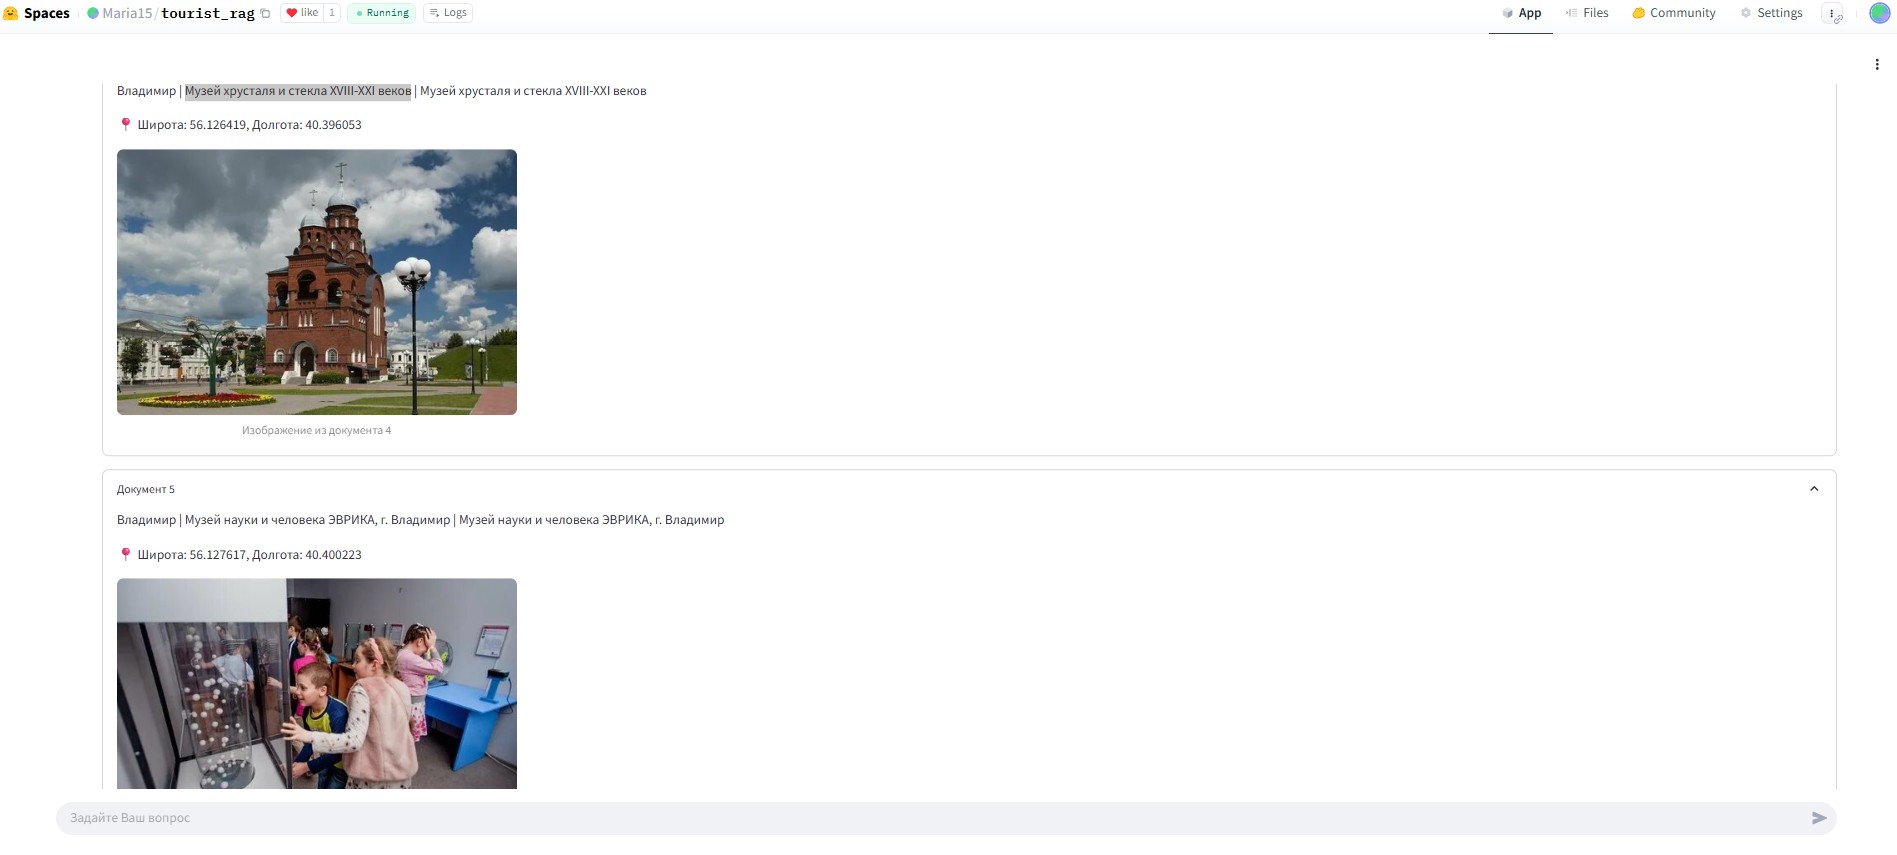 Spaces Maria15/tourist_rag like 1 Running Logs App Files Community Settings
Владимир | Музей хрусталя и стекла XVIII-XXI веков | Музей хрусталя и стекла XVIII-XXI веков
Широта: 56.126419, Долгота: 40.396053
Изображение из документа 4
Документ 5
Владимир | Музей науки и человека ЭВРИКА, г. Владимир | Музей науки и человека ЭВРИКА, г. Владимир
Широта: 56.127617, Долгота: 40.400223
Задайте Ваш вопрос